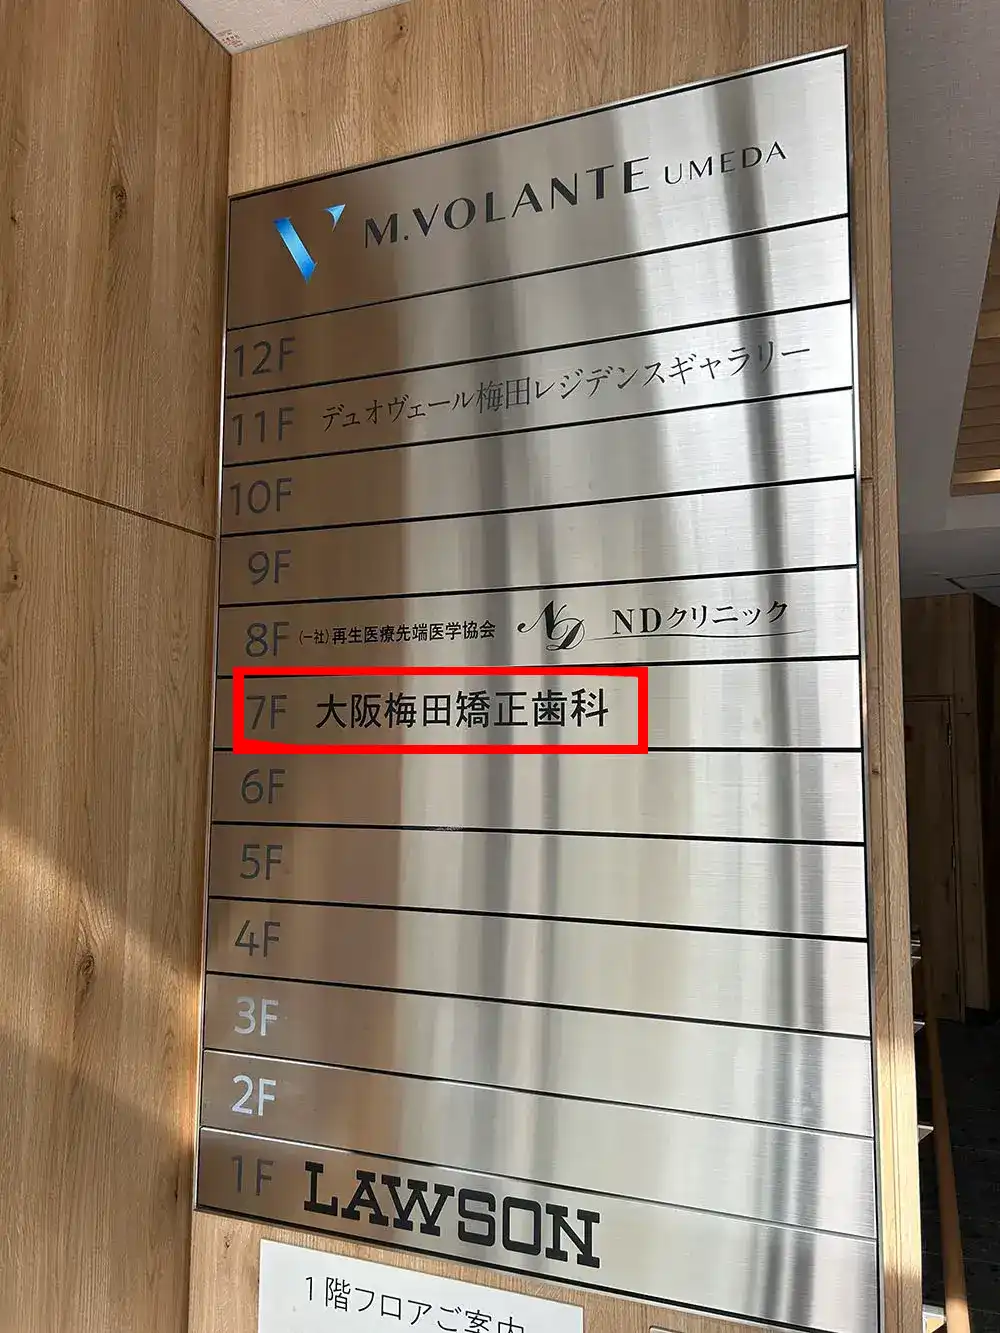 M.VOLANTE UMEDA
12F
11F デュオヴェール梅田レジデンスギャラリー
10F
9F
8F (一社)再生医療先端医学協会 ND NDクリニック
7F 大阪梅田矯正歯科
6F
5F
4F
3F
2F
1F LAWSON
1階フロアご案内